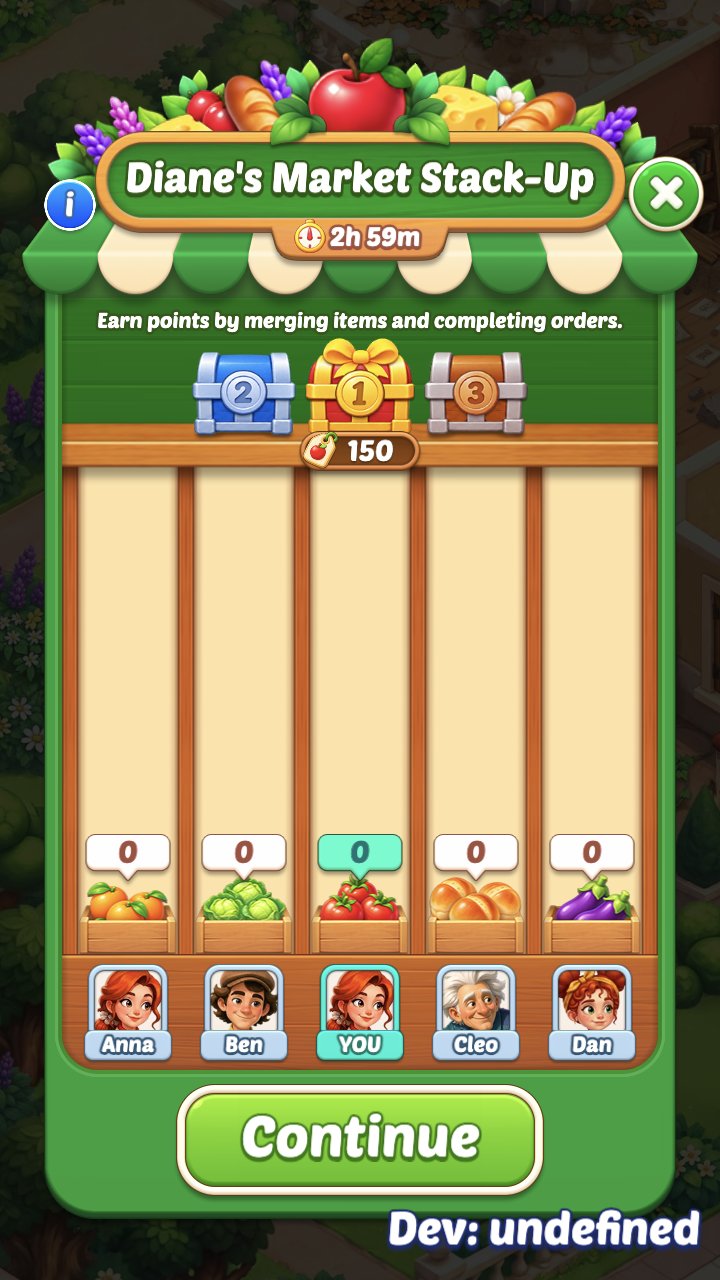 Diane's Market Stack-Up
i
2h 59m
Earn points by merging items and completing orders.
2 1 3
150
0 0 0 0 0
Anna Ben YOU Cleo Dan
Continue
Dev: undefined